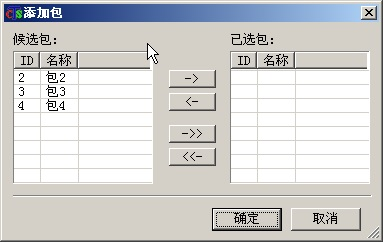 CS添加包
候选包: 已选包:
ID 名称 ID 名称
2 包2
3 包3
4 包4
->
<-
->>
<<-
确定 取消